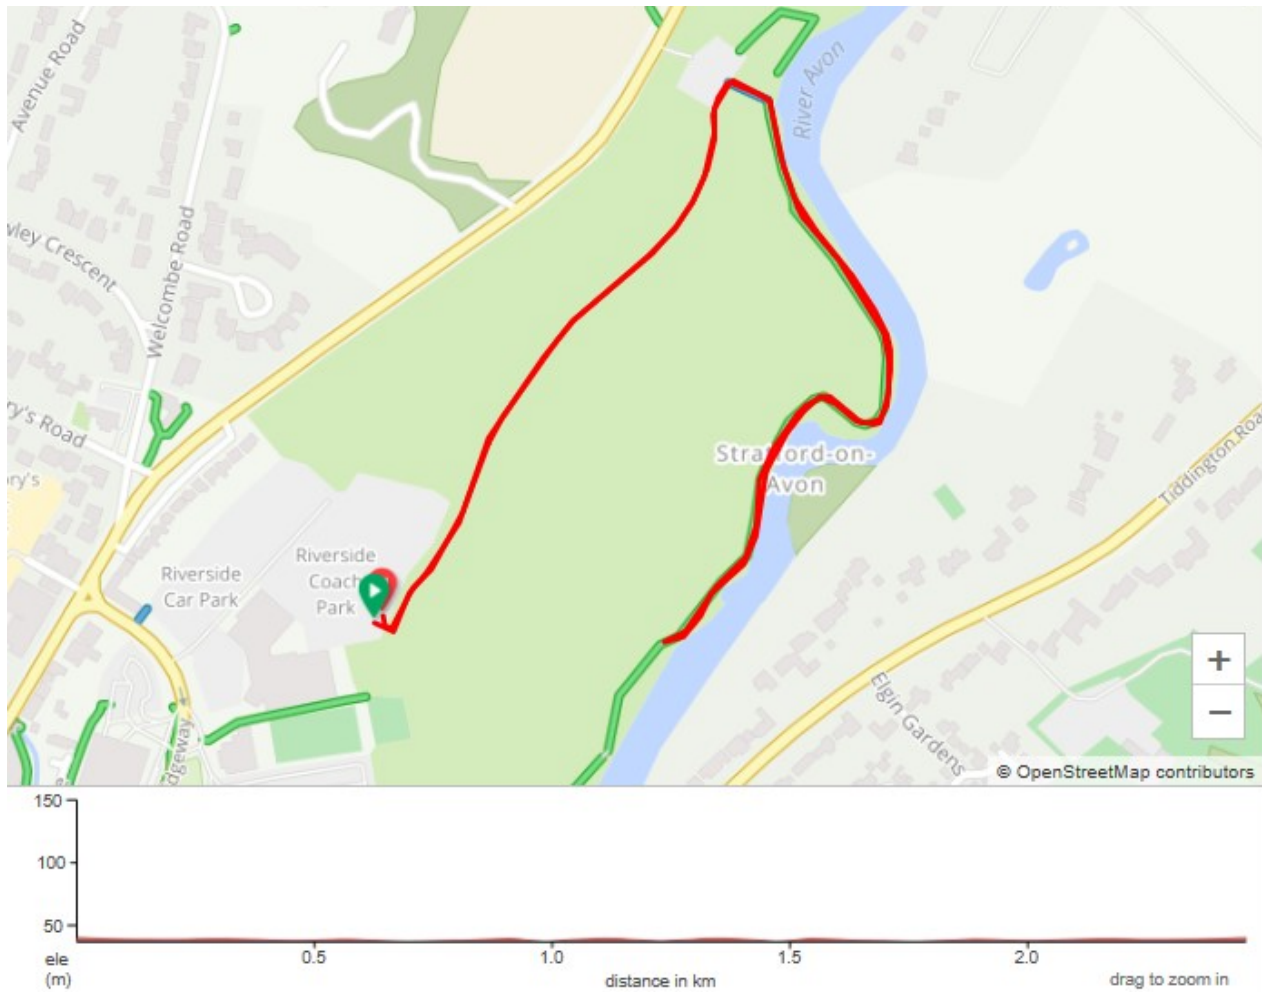 Avenue Road
River Avon
wley Crescent
Welcombe Road
ry's Road
ory's
Stratford-on-
Avon
Tiddington Roa
Riverside
Coach
Park
Riverside
Car Park
Elgin Gardens
dgeway
+
−
© OpenStreetMap contributors
150
100
50
ele
(m)
0.5
1.0
1.5
2.0
distance in km
drag to zoom in